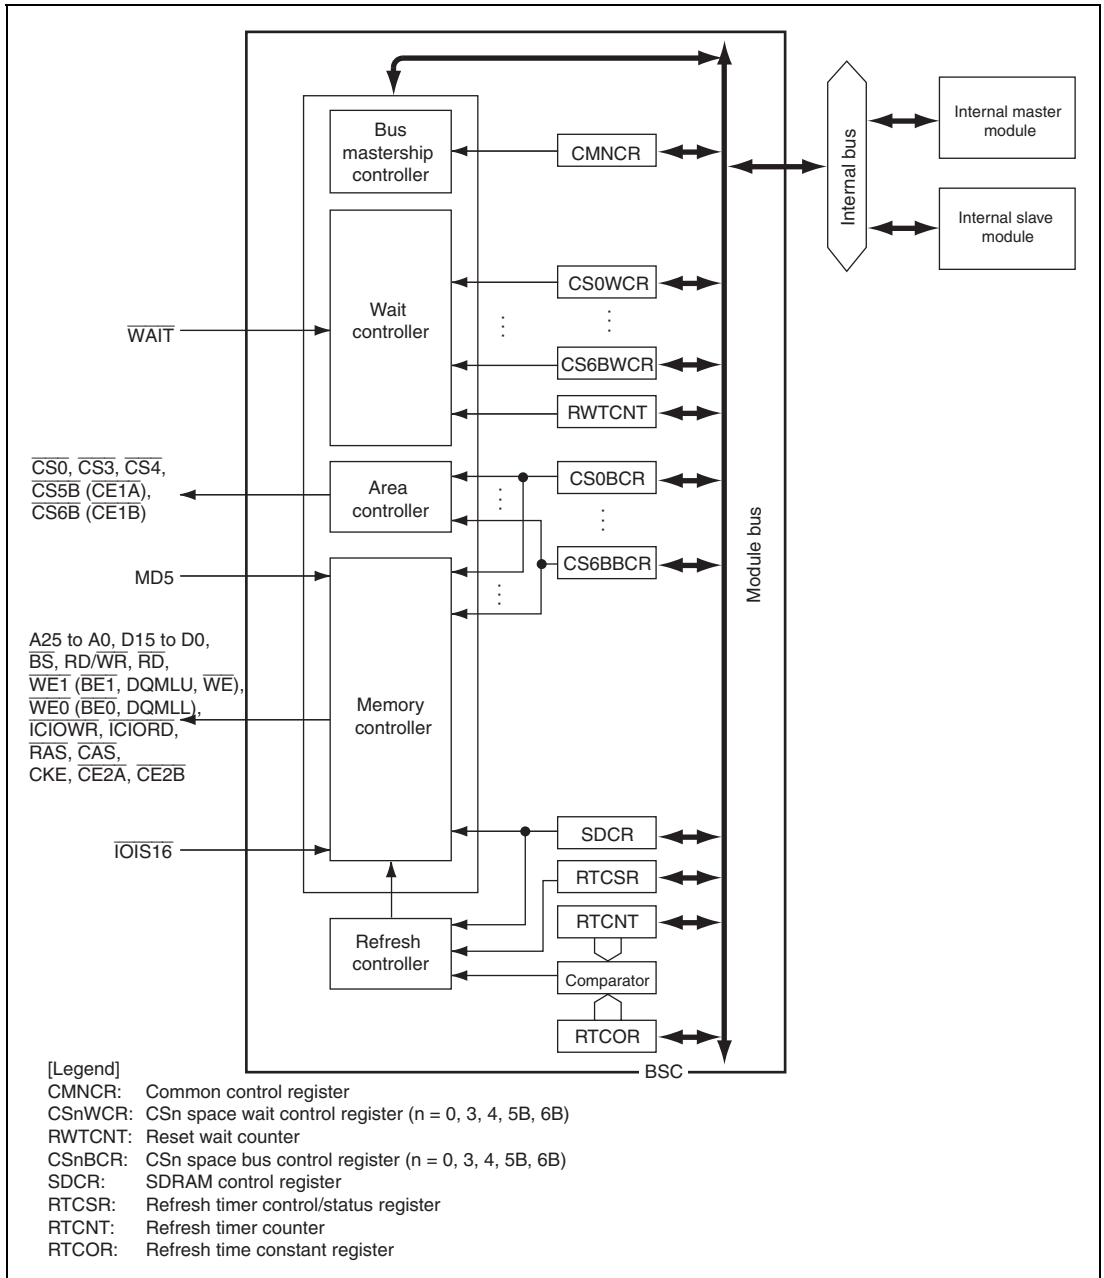 Bus
mastership
controller
CMNCR
Internal bus
Internal master
module
Internal slave
module
Wait
controller
CS0WCR
WAIT
CS6BWCR
RWTCNT
CS0, CS3, CS4,
CS5B (CE1A),
CS6B (CE1B)
Area
controller
CS0BCR
CS6BBCR
Module bus
MD5
A25 to A0, D15 to D0,
BS, RD/WR, RD,
WE1 (BE1, DQMLU, WE),
WE0 (BE0, DQMLL),
ICIOWR, ICIORD,
RAS, CAS,
CKE, CE2A, CE2B
Memory
controller
IOIS16
SDCR
RTCSR
RTCNT
Refresh
controller
Comparator
RTCOR
BSC
[Legend]
CMNCR: Common control register
CSnWCR: CSn space wait control register (n = 0, 3, 4, 5B, 6B)
RWTCNT: Reset wait counter
CSnBCR: CSn space bus control register (n = 0, 3, 4, 5B, 6B)
SDCR: SDRAM control register
RTCSR: Refresh timer control/status register
RTCNT: Refresh timer counter
RTCOR: Refresh time constant register